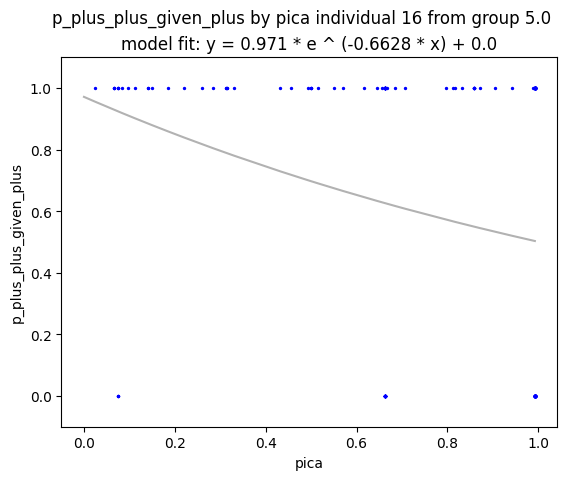 p_plus_plus_given_plus by pica individual 16 from group 5.0
model fit: y = 0.971 * e ^ (-0.6628 * x) + 0.0
1.0
0.8
0.6
0.4
0.2
0.0
p_plus_plus_given_plus
0.0 0.2 0.4 0.6 0.8 1.0
pica